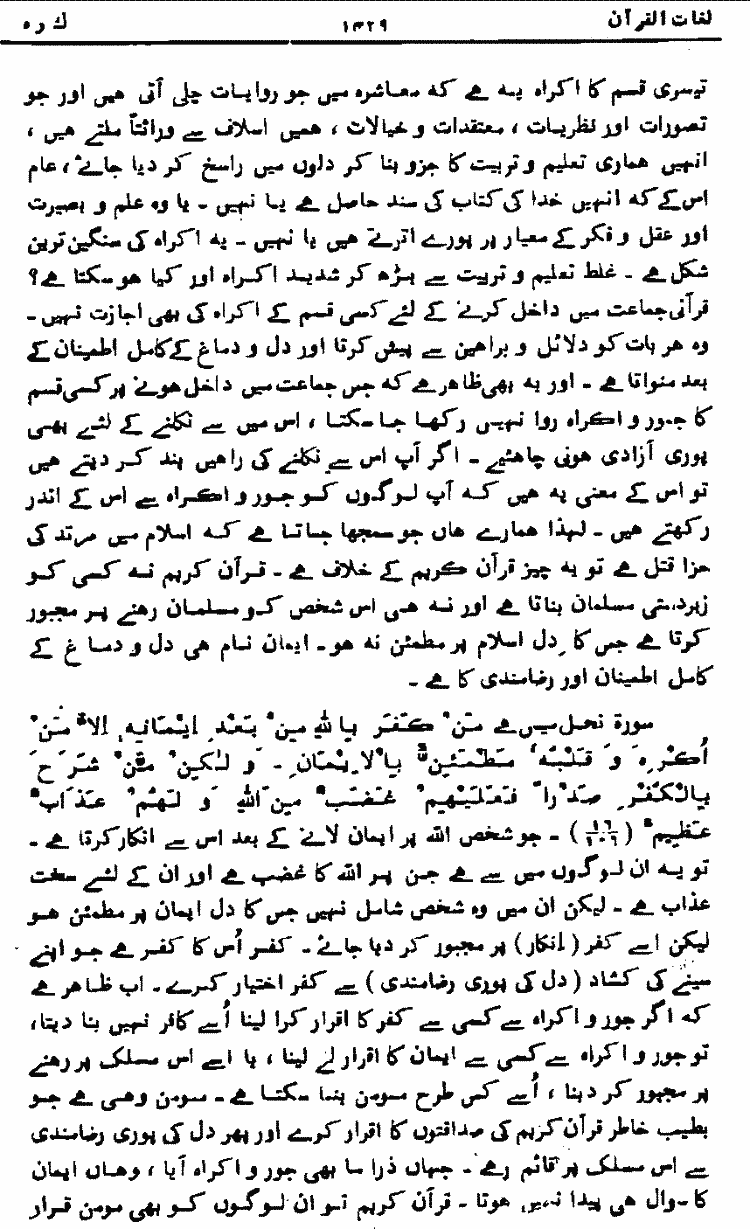 لغات القرآن ۱۴۲۹ ك ر ہ
تیسری قسم کا اکراہ یہ ہے کہ معاشرہ میں جو روایات چلی آتی ہیں اور جو
تصورات اور نظریات ، معتقدات و خیالات ، ہمیں اسلاف سے وراثتاً ملتے ہیں ،
انہیں ہماری تعلیم و تربیت کا جزو بنا کر دلوں میں راسخ کر دیا جائے ، عام
اس کے کہ انہیں خدا کی کتاب کی سند حاصل ہے یا نہیں ۔ یا وہ علم و بصیرت
اور عقل و فکر کے معیار پر پورے اترتے ہیں یا نہیں ۔ یہ اکراہ کی سنگین ترین
شکل ہے ۔ غلط تعلیم و تربیت سے بڑھ کر شدید اکراہ اور کیا ہو سکتا ہے؟
قرآنی جماعت میں داخل کرنے کے لئے کسی قسم کے اکراہ کی بھی اجازت نہیں ۔
وہ ہر بات کو دلائل و براہین سے پیش کرتا اور دل و دماغ کے کامل اطمینان کے
بعد منواتا ہے ۔ اور یہ بھی ظاہر ہے کہ جس جماعت میں داخل ہونے پر کسی قسم
کا جور و اکراہ روا نہیں رکھا جا سکتا ، اس میں سے نکلنے کے لئے بھی
پوری آزادی ہونی چاہئیے ۔ اگر آپ اس سے نکلنے کی راہیں بند کر دیتے ہیں
تو اس کے معنی یہ ہیں کہ آپ لوگوں کو جور و اکراہ سے اس کے اندر
رکھتے ہیں ۔ لہذا ہمارے ہاں جو سمجھا جاتا ہے کہ اسلام میں مرتد کی
سزا قتل ہے تو یہ چیز قرآن کریم کے خلاف ہے ۔ قرآن کریم نہ کسی کو
زبردستی مسلمان بناتا ہے اور نہ ہی اس شخص کو مسلمان رہنے پر مجبور
کرتا ہے جس کا دل اسلام پر مطمئن نہ ہو ۔ ایمان نام ہی دل و دماغ کے
کامل اطمینان اور رضامندی کا ہے ۔
سورۃ نحل میں ہے مَنْ كَفَرَ بِاللهِ مِنْ بَعْدِ اِيْمَانِهٖ اِلَّا مَنْ
اُكْرِهَ وَ قَلْبُهٗ مُطْمَئِنٌّ بِالْاِيْمَانِ ۔ وَ لٰكِنْ مَّنْ شَرَحَ
بِالْكُفْرِ صَدْراً فَعَلَيْهِمْ غَضَبٌ مِنَ اللهِ وَ لَهُمْ عَذَابٌ
عَظِيْمٌ (۱۶/۱۰۶) ۔ جو شخص اللہ پر ایمان لانے کے بعد اس سے انکار کرتا ہے ۔
تو یہ ان لوگوں میں سے ہے جن پر اللہ کا غضب ہے اور ان کے لئے سخت
عذاب ہے ۔ لیکن ان میں وہ شخص شامل نہیں جس کا دل ایمان پر مطمئن ہو
لیکن اسے کفر (انکار) پر مجبور کر دیا جائے ۔ کفر اُس کا کفر ہے جو اپنے
سینے کی کشاد (دل کی پوری رضامندی) سے کفر اختیار کرے ۔ اب ظاہر ہے
کہ اگر جور و اکراہ سے کسی سے کفر کا اقرار کرا لینا اُسے کافر نہیں بنا دیتا،
تو جور و اکراہ سے کسی سے ایمان کا اقرار لے لینا ، یا اسے اس مسلک پر رہنے
پر مجبور کر دینا ، اُسے کس طرح مومن بنا سکتا ہے ۔ مومن وہی ہے جو
بطیب خاطر قرآن کریم کی صداقتوں کا اقرار کرے اور پھر دل کی پوری رضامندی
سے اس مسلک پر قائم رہے ۔ جہاں ذرا سا بھی جور و اکراہ آیا ، وہاں ایمان
کا سوال ہی پیدا نہیں ہوتا ۔ قرآن کریم تو ان لوگوں کو بھی مومن قرار